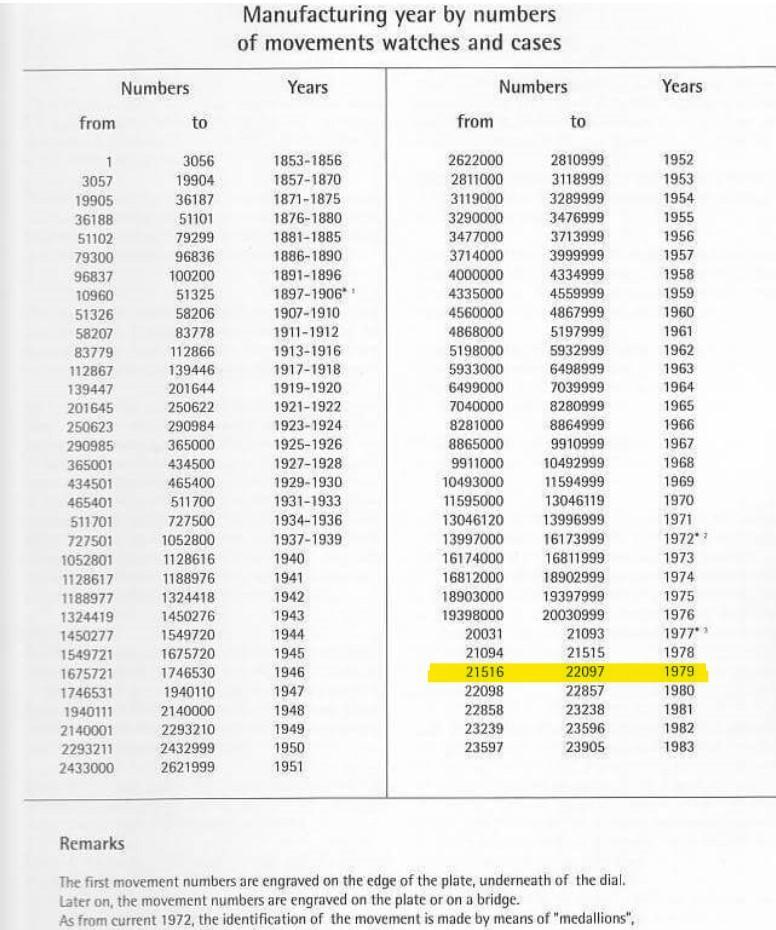 Manufacturing year by numbers
of movements watches and cases
Numbers Years
from to
1 3056 1853-1856
3057 19904 1857-1870
19905 36187 1871-1875
36188 51101 1876-1880
51102 79299 1881-1885
79300 96836 1886-1890
96837 100200 1891-1896
10960 51325 1897-1906* ¹
51326 58206 1907-1910
58207 83778 1911-1912
83779 112866 1913-1916
112867 139446 1917-1918
139447 201644 1919-1920
201645 250622 1921-1922
250623 290984 1923-1924
290985 365000 1925-1926
365001 434500 1927-1928
434501 465400 1929-1930
465401 511700 1931-1933
511701 727500 1934-1936
727501 1052800 1937-1939
1052801 1128616 1940
1128617 1188976 1941
1188977 1324418 1942
1324419 1450276 1943
1450277 1549720 1944
1549721 1675720 1945
1675721 1746530 1946
1746531 1940110 1947
1940111 2140000 1948
2140001 2293210 1949
2293211 2432999 1950
2433000 2621999 1951
Numbers Years
from to
2622000 2810999 1952
2811000 3118999 1953
3119000 3289999 1954
3290000 3476999 1955
3477000 3713999 1956
3714000 3999999 1957
4000000 4334999 1958
4335000 4559999 1959
4560000 4867999 1960
4868000 5197999 1961
5198000 5932999 1962
5933000 6498999 1963
6499000 7039999 1964
7040000 8280999 1965
8281000 8864999 1966
8865000 9910999 1967
9911000 10492999 1968
10493000 11594999 1969
11595000 13046119 1970
13046120 13996999 1971
13997000 16173999 1972* ²
16174000 16811999 1973
16812000 18902999 1974
18903000 19397999 1975
19398000 20030999 1976
20031 21093 1977* ³
21094 21515 1978
21516 22097 1979
22098 22857 1980
22858 23238 1981
23239 23596 1982
23597 23905 1983
Remarks
The first movement numbers are engraved on the edge of the plate, underneath of the dial.
Later on, the movement numbers are engraved on the plate or on a bridge.
As from current 1972, the identification of the movement is made by means of "medallions",